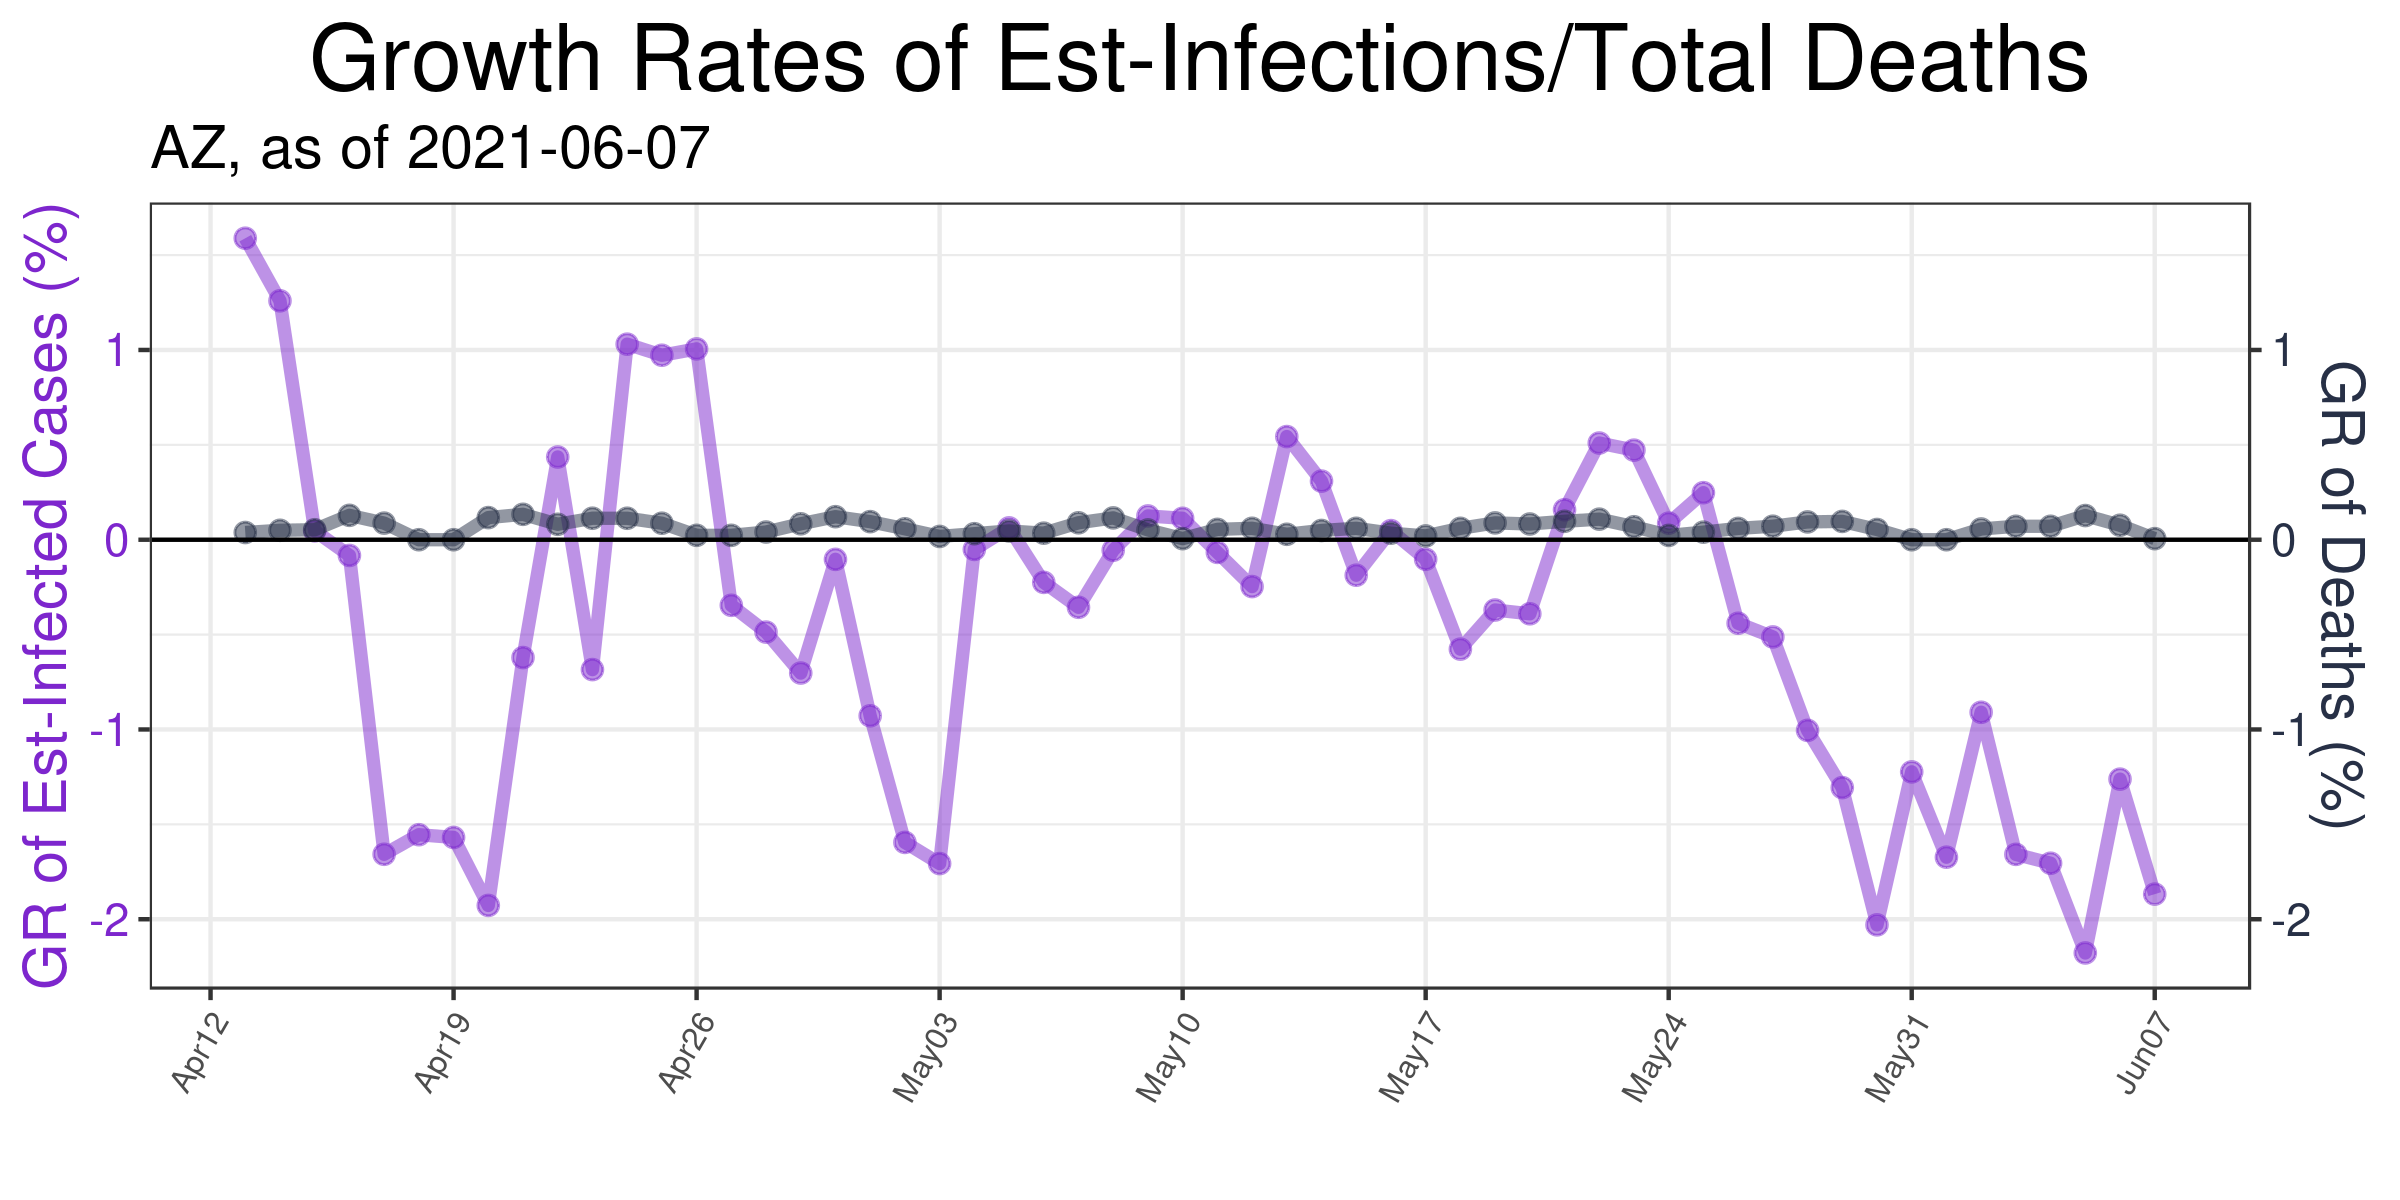 Growth Rates of Est-Infections/Total Deaths
AZ, as of 2021-06-07
GR of Est-Infected Cases (%)
1
0
-1
-2
1
0
-1
-2
GR of Deaths (%)
Apr12
Apr19
Apr26
May03
May10
May17
May24
May31
Jun07